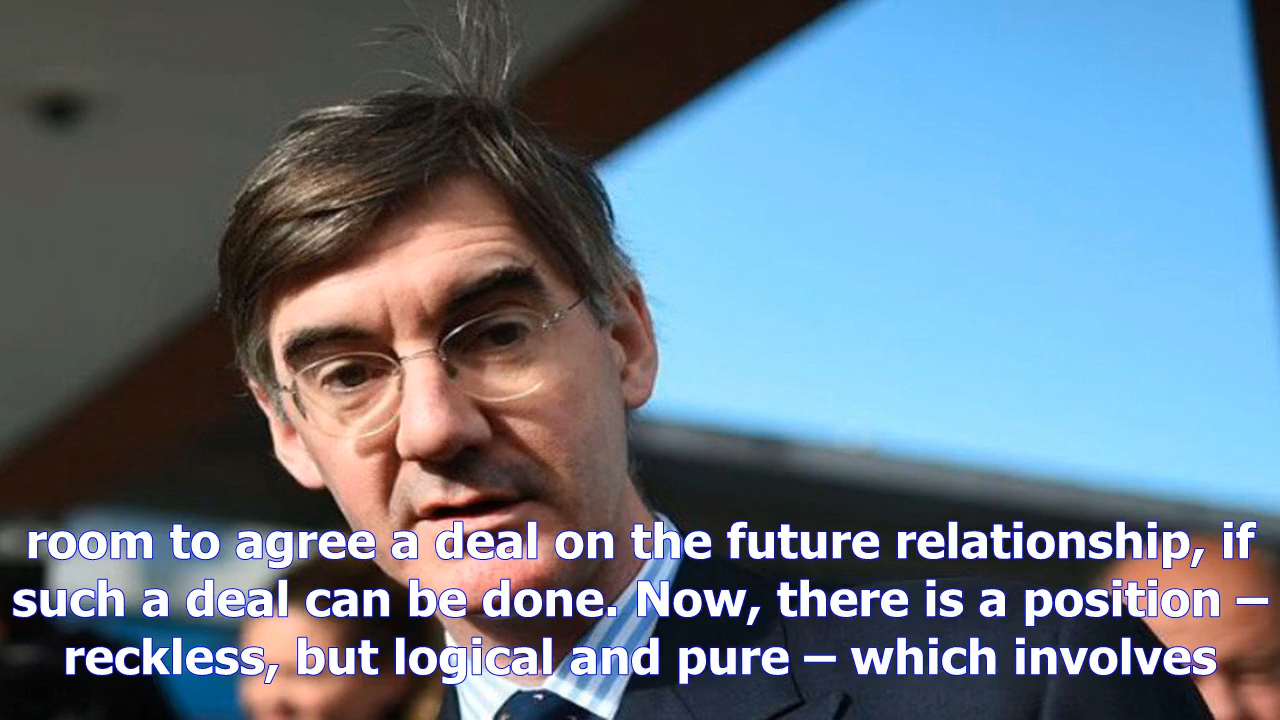 room to agree a deal on the future relationship, if
such a deal can be done. Now, there is a position –
reckless, but logical and pure – which involves